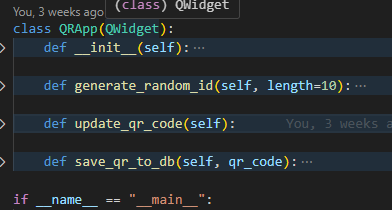 (class) QWidget
You, 3 weeks ago
class QRApp(QWidget):
def __init__(self):···
def generate_random_id(self, length=10):···
def update_qr_code(self): You, 3 weeks a
def save_qr_to_db(self, qr_code):···
if __name__ == "__main__":